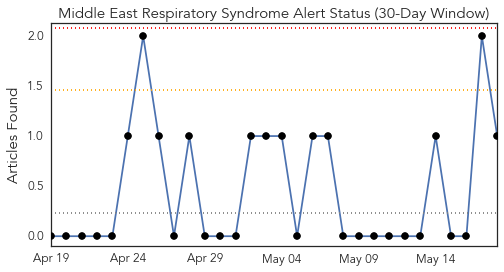 Middle East Respiratory Syndrome Alert Status (30-Day Window)
Articles Found
2.0
1.5
1.0
0.5
0.0
Apr 19 Apr 24 Apr 29 May 04 May 09 May 14